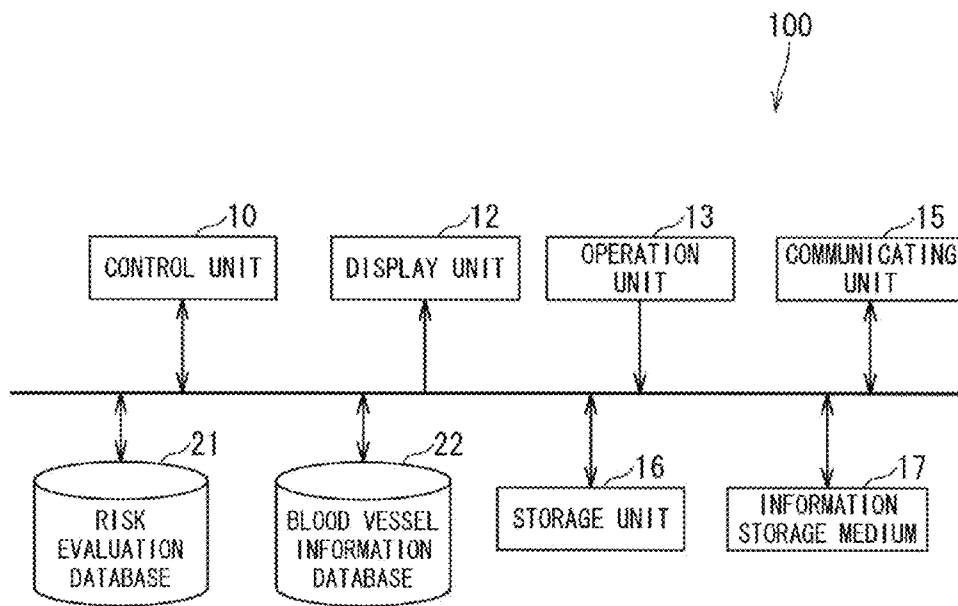 100
10
12
13
15
CONTROL UNIT
DISPLAY UNIT
OPERATION
UNIT
COMMUNICATING
UNIT
21
22
16
17
RISK
EVALUATION
DATABASE
BLOOD VESSEL
INFORMATION
DATABASE
STORAGE UNIT
INFORMATION
STORAGE MEDIUM